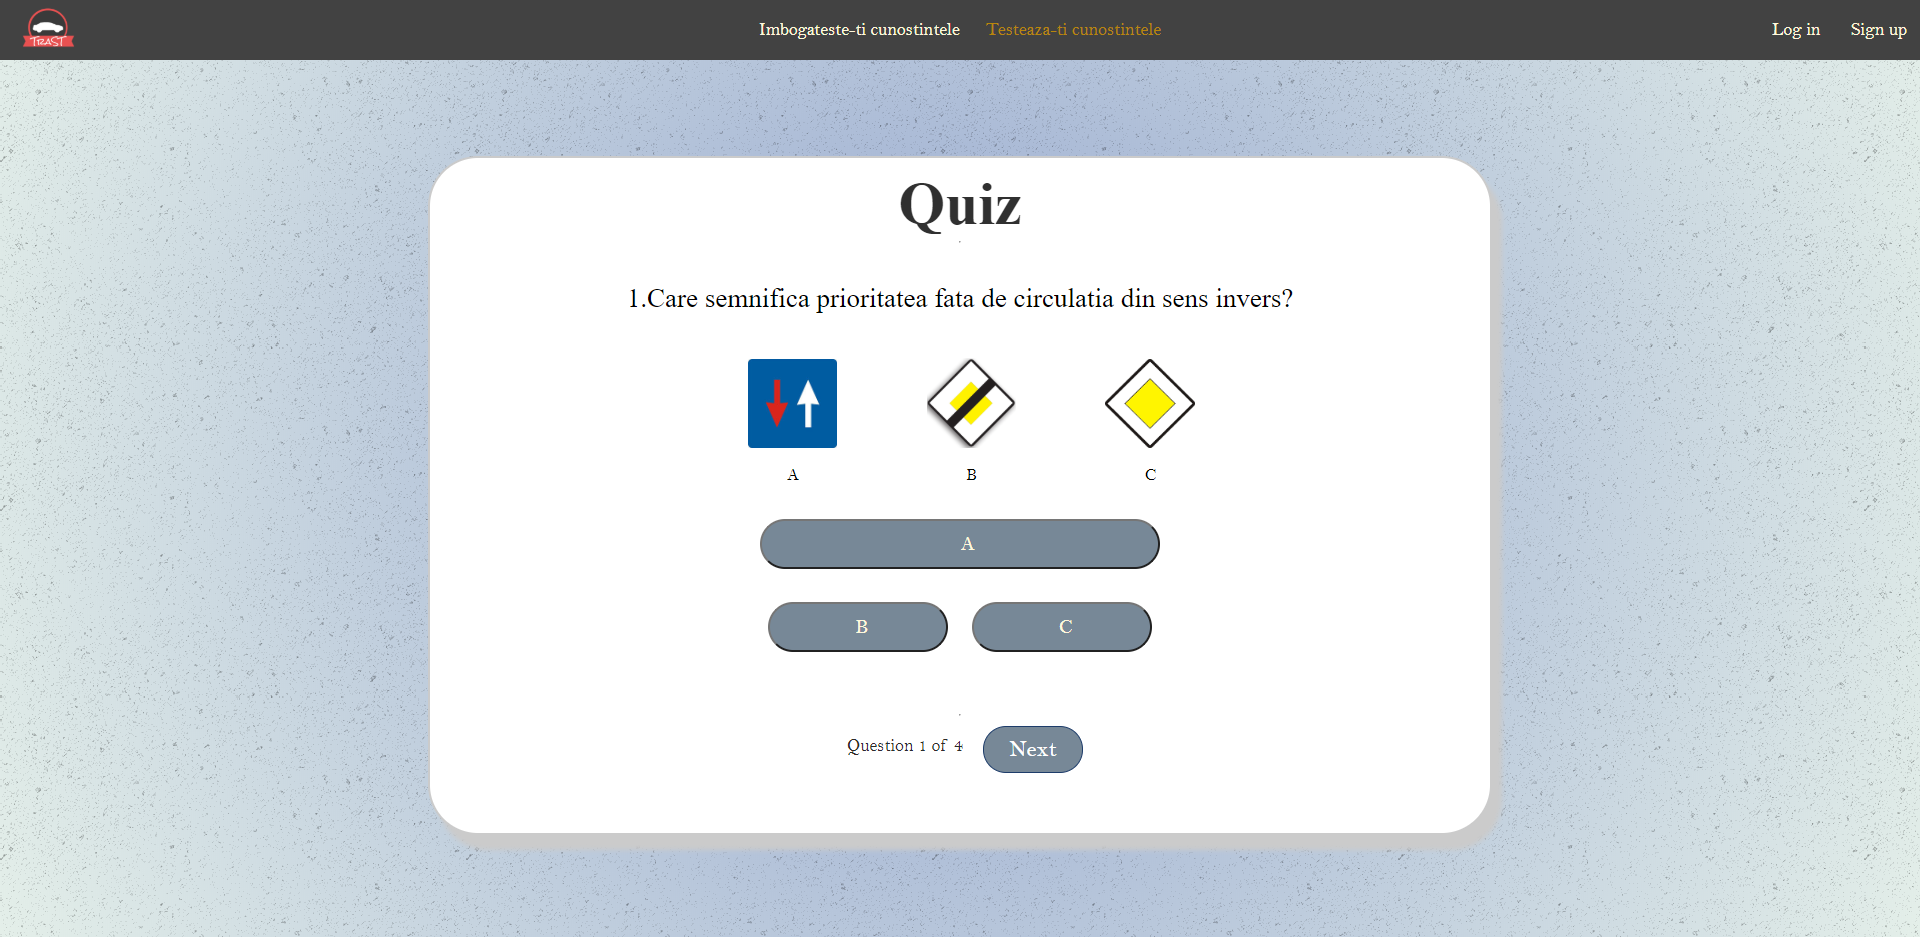 TRAST
Imbogateste-ti cunostintele
Testeaza-ti cunostintele
Log in
Sign up
Quiz
1.Care semnifica prioritatea fata de circulatia din sens invers?
A
B
C
A
B
C
Question 1 of 4
Next